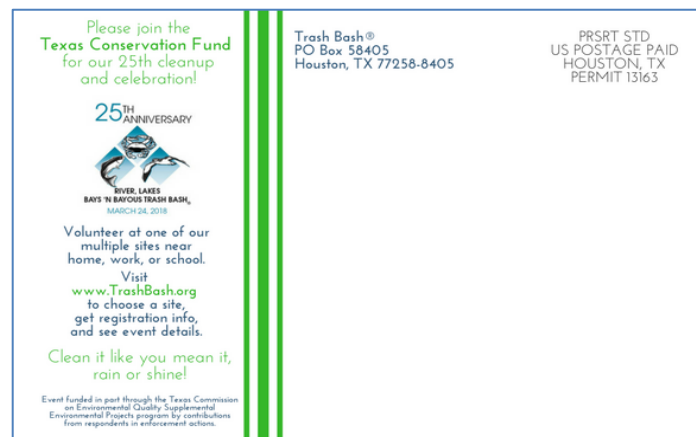 Please join the
Texas Conservation Fund
for our 25th cleanup
and celebration!
25TH
ANNIVERSARY
RIVER, LAKES
BAYS 'N BAYOUS TRASH BASH®
MARCH 24, 2018
Volunteer at one of our
multiple sites near
home, work, or school.
Visit
www.TrashBash.org
to choose a site,
get registration info,
and see event details.
Clean it like you mean it,
rain or shine!
Event funded in part through the Texas Commission
on Environmental Quality Supplemental
Environmental Projects program by contributions
from respondents in enforcement actions.
Trash Bash®
PO Box 58405
Houston, TX 77258-8405
PRSRT STD
US POSTAGE PAID
HOUSTON, TX
PERMIT 13163